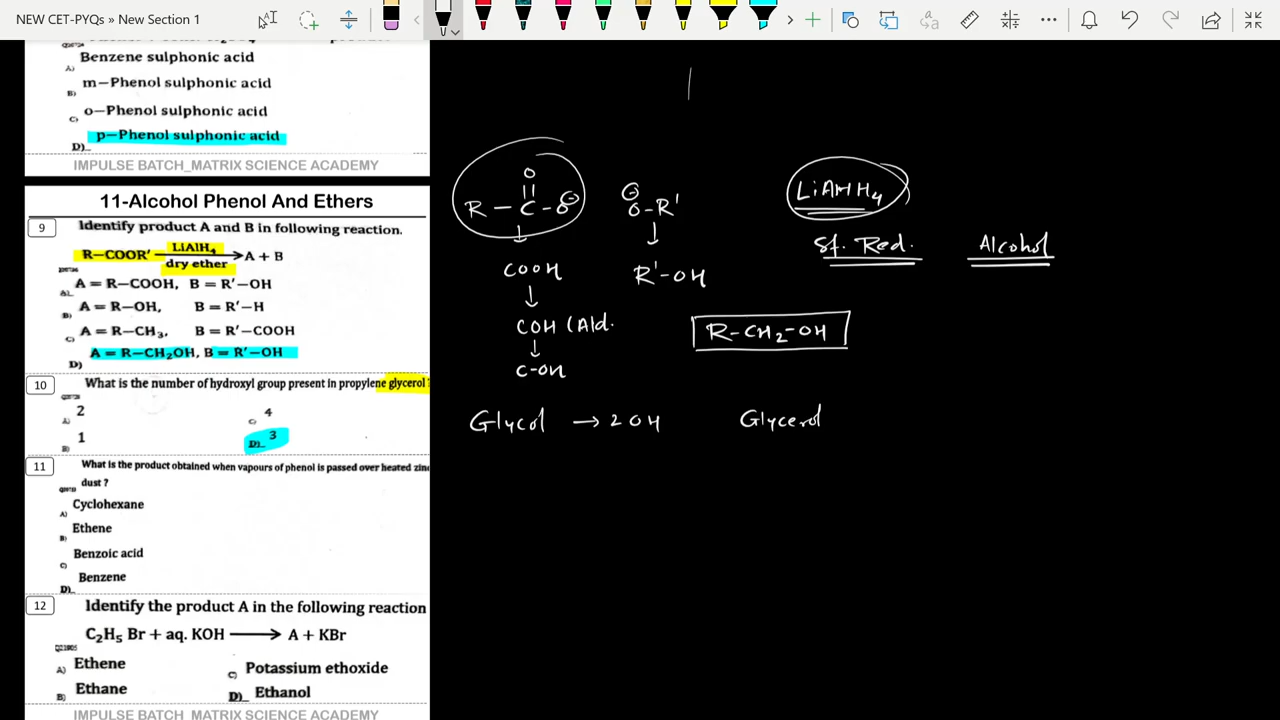 NEW CET-PYQs » New Section 1
Benzene sulphonic acid
A)
m–Phenol sulphonic acid
B)
o–Phenol sulphonic acid
C)
p–Phenol sulphonic acid
D)
IMPULSE BATCH_MATRIX SCIENCE ACADEMY
11-Alcohol Phenol And Ethers
9 Identify product A and B in following reaction.
R–COOR′ LiAlH₄ dry ether → A + B
A) A = R–COOH, B = R′–OH
B) A = R–OH, B = R′–H
C) A = R–CH₃, B = R′–COOH
D) A = R–CH₂OH, B = R′–OH
10 What is the number of hydroxyl group present in propylene glycerol ?
A) 2 C) 4
B) 1 D) 3
11 What is the product obtained when vapours of phenol is passed over heated zinc
dust ?
A) Cyclohexane
B) Ethene
C) Benzoic acid
D) Benzene
12 Identify the product A in the following reaction
C₂H₅ Br + aq. KOH ⟶ A + KBr
A) Ethene C) Potassium ethoxide
B) Ethane D) Ethanol
IMPULSE BATCH_MATRIX SCIENCE ACADEMY
O
||
R – C – O⊖ ⊖O–R'
↓ ↓
COOH R'–OH
↓
COH (Ald.
↓
C–OH
LiAlH4
St. Red. Alcohol
R–CH2–OH
Glycol → 2 OH Glycerol